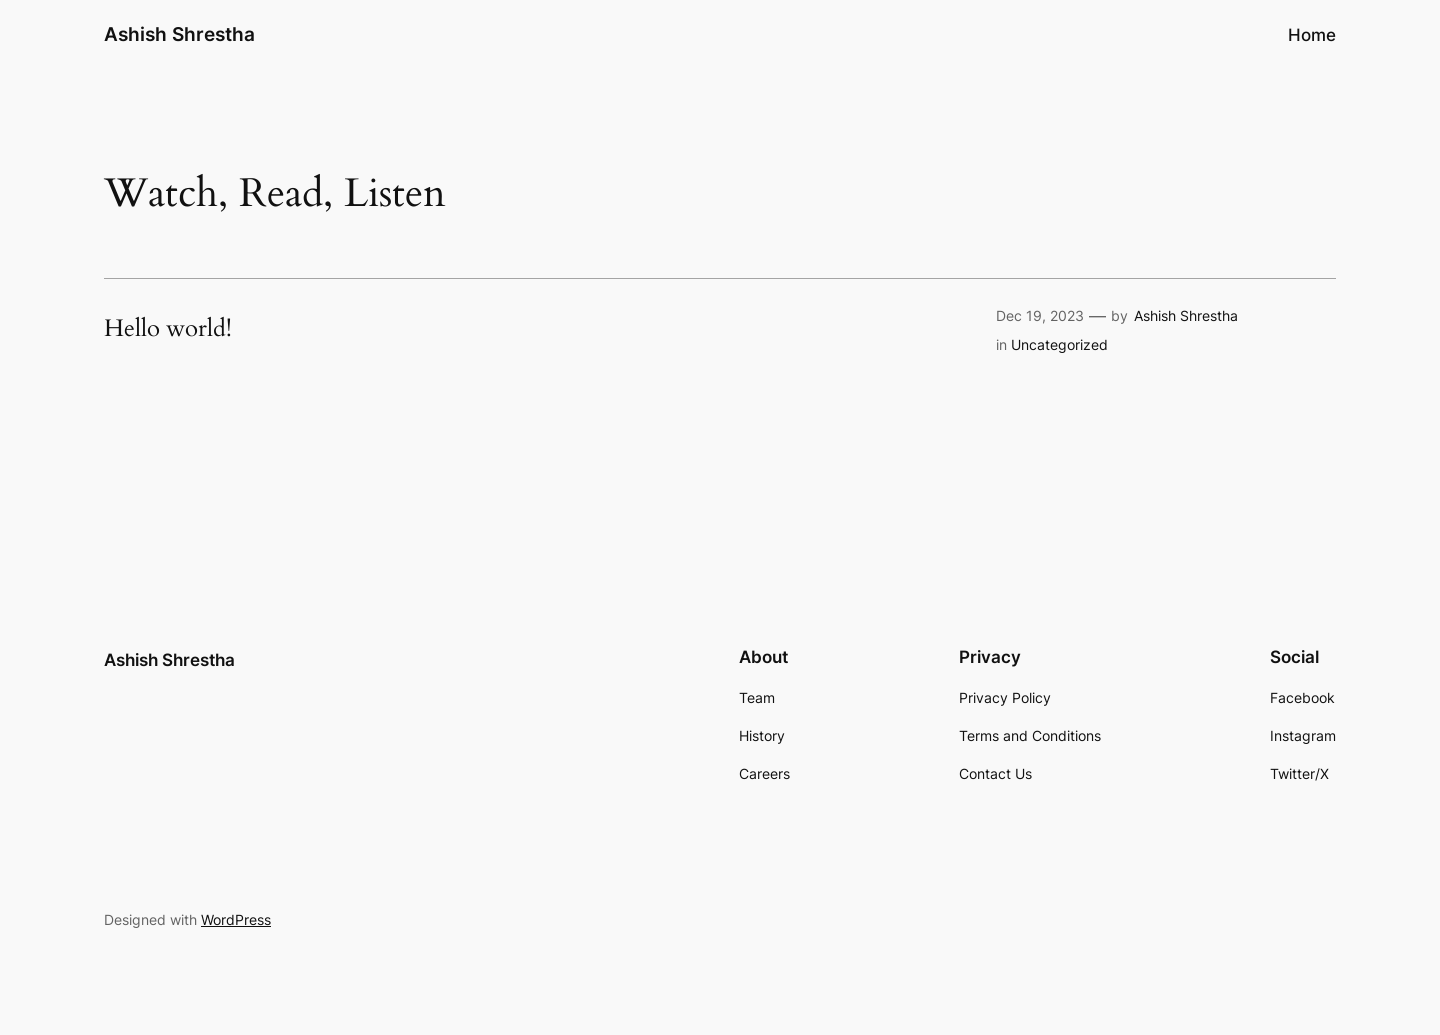 Ashish Shrestha
Home
Watch, Read, Listen
Hello world!
Dec 19, 2023 — by Ashish Shrestha
in Uncategorized
Ashish Shrestha
About
Team
History
Careers
Privacy
Privacy Policy
Terms and Conditions
Contact Us
Social
Facebook
Instagram
Twitter/X
Designed with WordPress